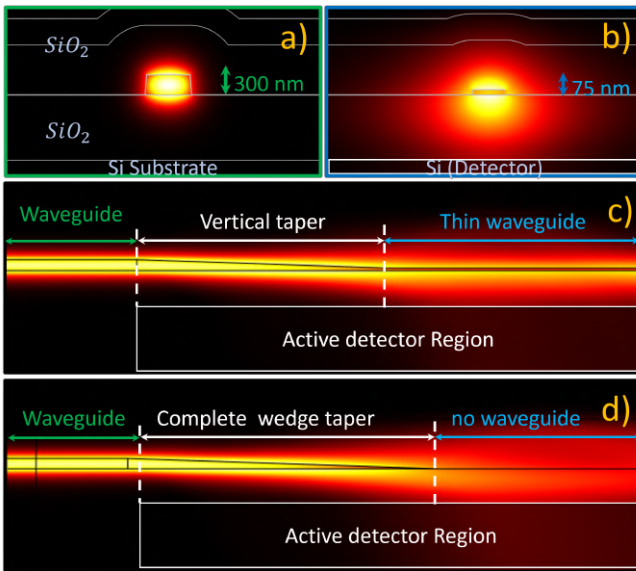 a)
SiO₂
300 nm
SiO₂
Si Substrate
b)
75 nm
Si (Detector)
c)
Waveguide
Vertical taper
Thin waveguide
Active detector Region
d)
Waveguide
Complete wedge taper
no waveguide
Active detector Region